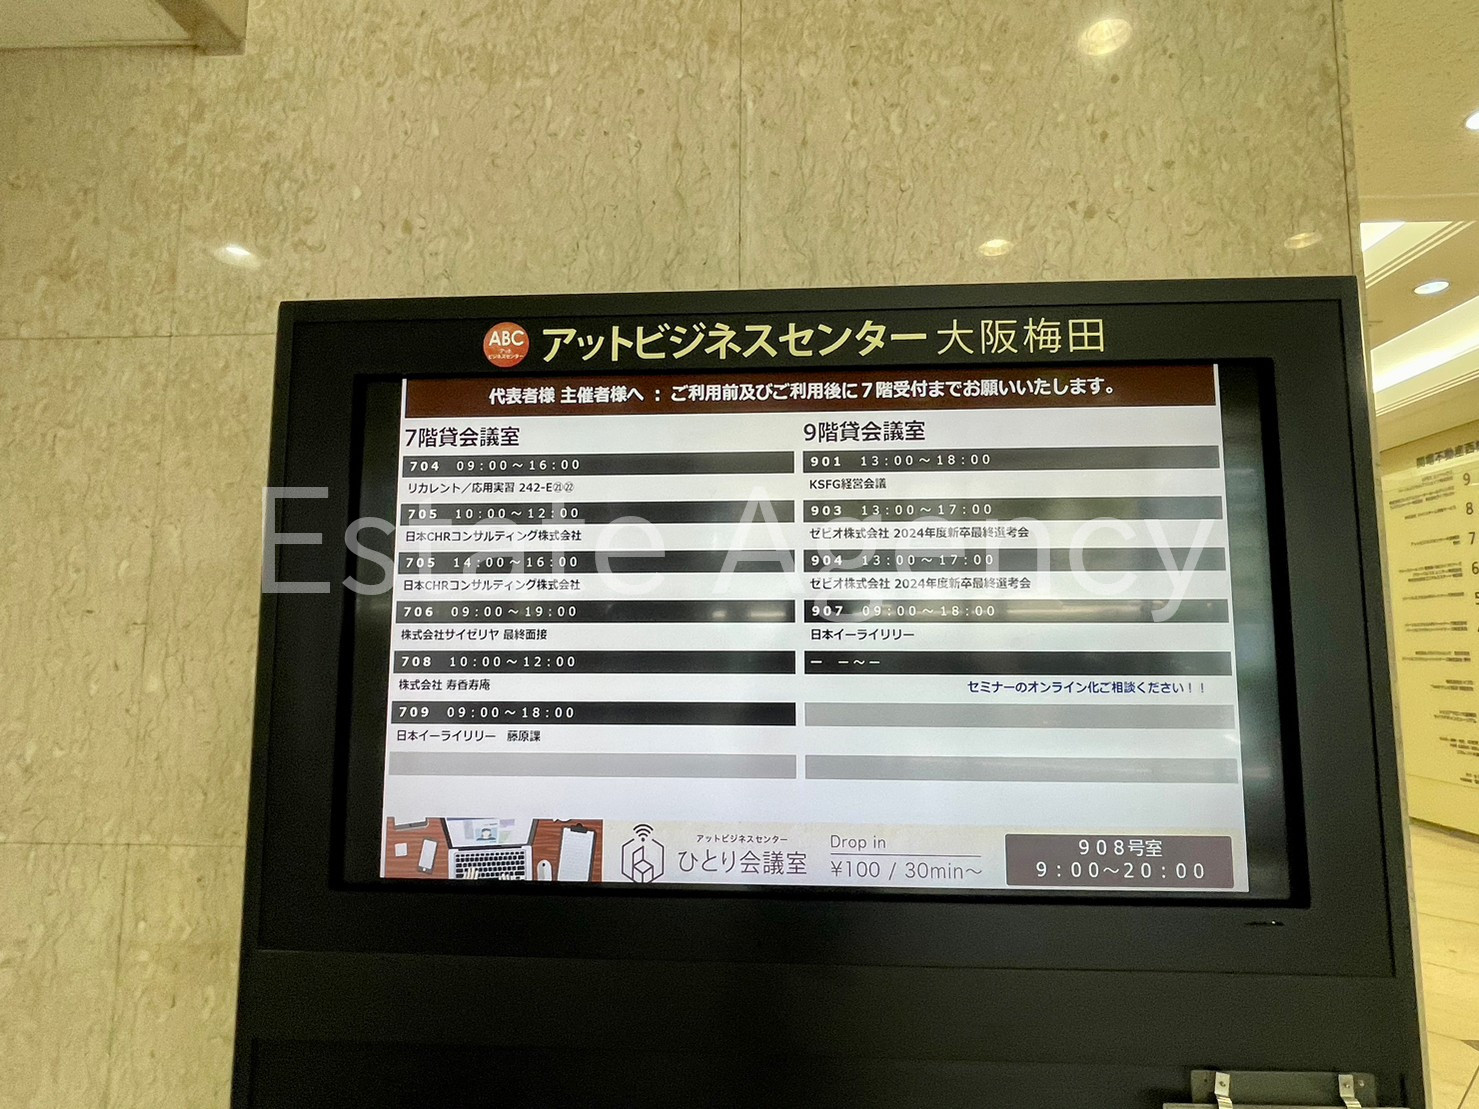 ABC
アット
ビジネスセンター
アットビジネスセンター 大阪梅田
代表者様 主催者様へ ： ご利用前及びご利用後に７階受付までお願いいたします。
7階貸会議室
704 09:00～16:00
リカレント／応用実習 242-E㉑㉒
705 10:00～12:00
日本CHRコンサルティング株式会社
705 14:00～16:00
日本CHRコンサルティング株式会社
706 09:00～19:00
株式会社サイゼリヤ 最終面接
708 10:00～12:00
株式会社 寿香寿庵
709 09:00～18:00
日本イーライリリー　藤原課
9階貸会議室
901 13:00～18:00
KSFG経営会議
903 13:00～17:00
ゼビオ株式会社 2024年度新卒最終選考会
904 13:00～17:00
ゼビオ株式会社 2024年度新卒最終選考会
907 09:00～18:00
日本イーライリリー
— —～—
セミナーのオンライン化ご相談ください！！
アットビジネスセンター
ひとり会議室
Drop in
¥100 / 30min～
908号室
9：00～20：00
Estate Agency
9
8
7
6